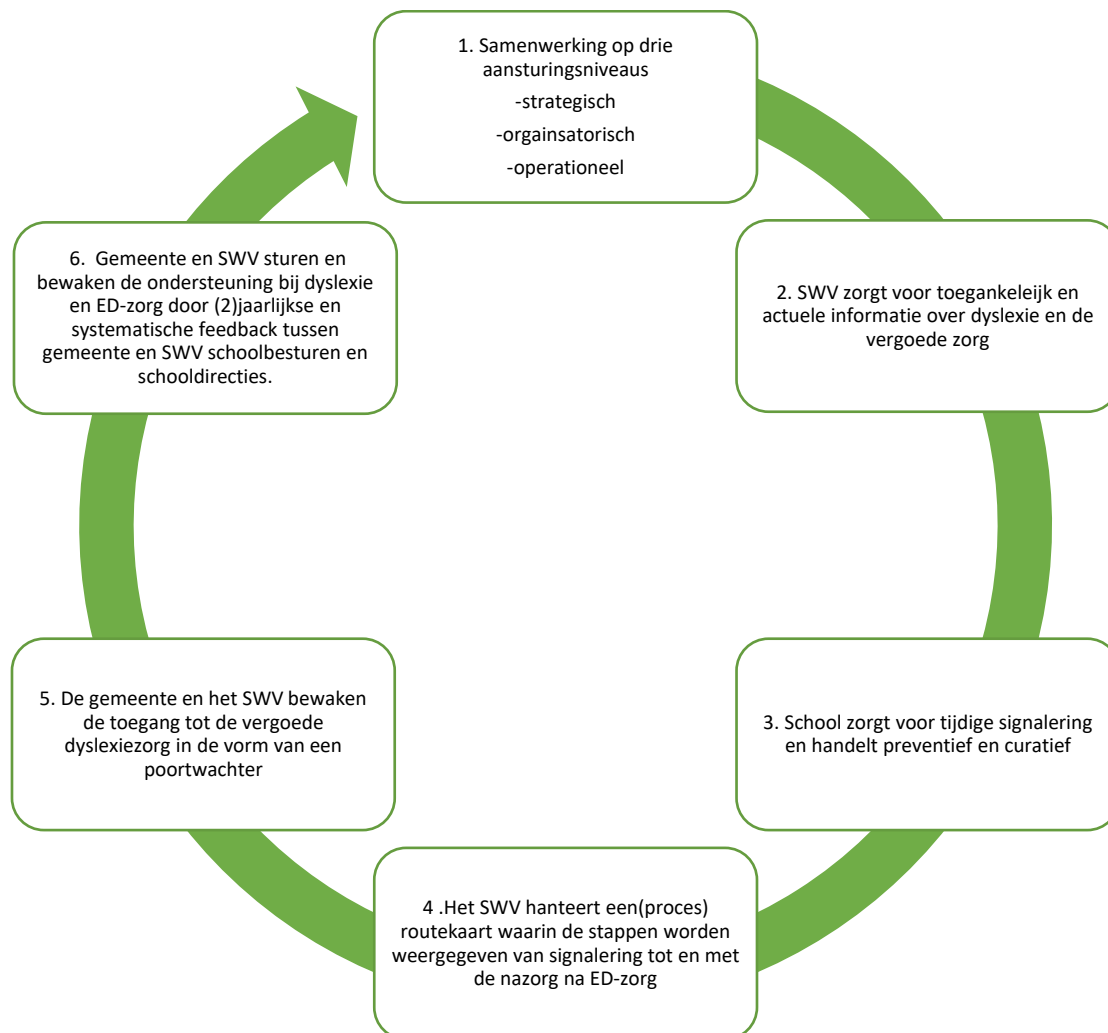 1. Samenwerking op drie
aansturingsniveaus
-strategisch
-orgainsatorisch
-operationeel
2. SWV zorgt voor toegankeleijk en
actuele informatie over dyslexie en de
vergoede zorg
3. School zorgt voor tijdige signalering
en handelt preventief en curatief
4 .Het SWV hanteert een(proces)
routekaart waarin de stappen worden
weergegeven van signalering tot en met
de nazorg na ED-zorg
5. De gemeente en het SWV bewaken
de toegang tot de vergoede
dyslexiezorg in de vorm van een
poortwachter
6.  Gemeente en SWV sturen en
bewaken de ondersteuning bij dyslexie
en ED-zorg door (2)jaarlijkse en
systematische feedback tussen
gemeente en SWV schoolbesturen en
schooldirecties.